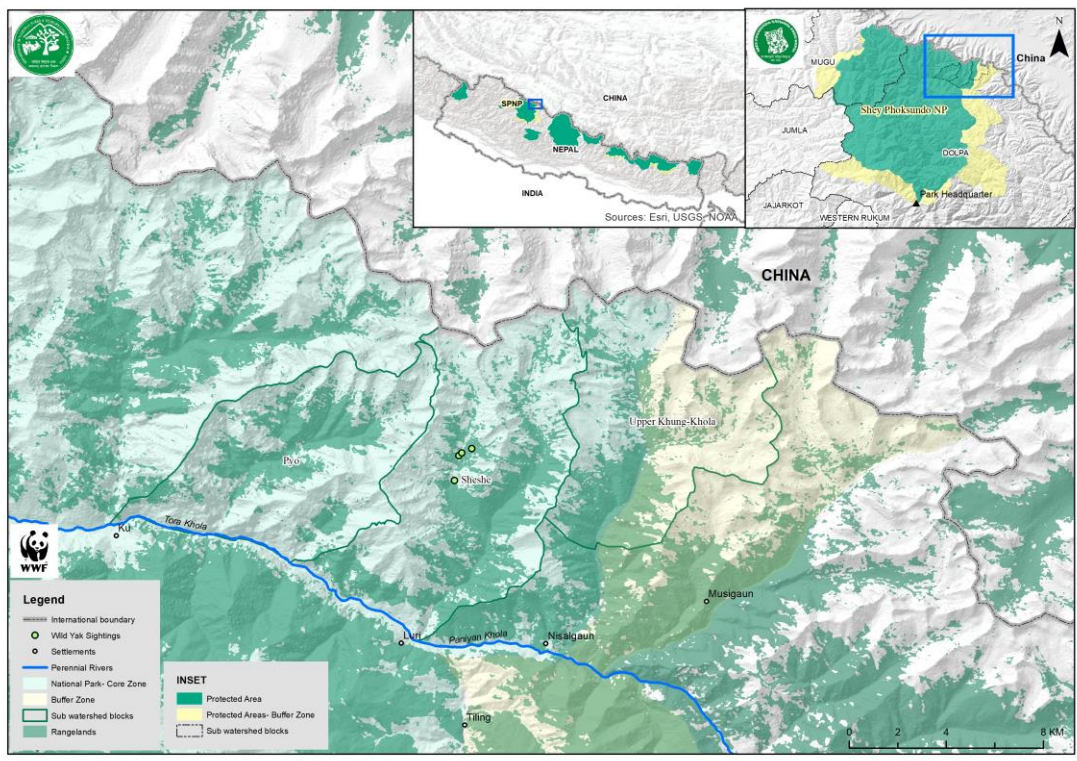 CHINA
SPNP
NEPAL
INDIA
Sources: Esri, USGS, NOAA
N
China
MUGU
Shey Phoksundo NP
JUMLA
DOLPA
Park Headquarter
JAJARKOT
WESTERN RUKUM
CHINA
Upper Khung-Khola
Pyo
Sheshe
Ku
Tora Khola
WWF
Musigaun
Luri
Paniyan Khola
Nisalgaun
Tiling
Legend
International boundary
Wild Yak Sightings
Settlements
Perennial Rivers
National Park- Core Zone
Buffer Zone
Sub watershed blocks
Rangelands
INSET
Protected Area
Protected Areas- Buffer Zone
Sub watershed blocks
0 2 4 8 KM